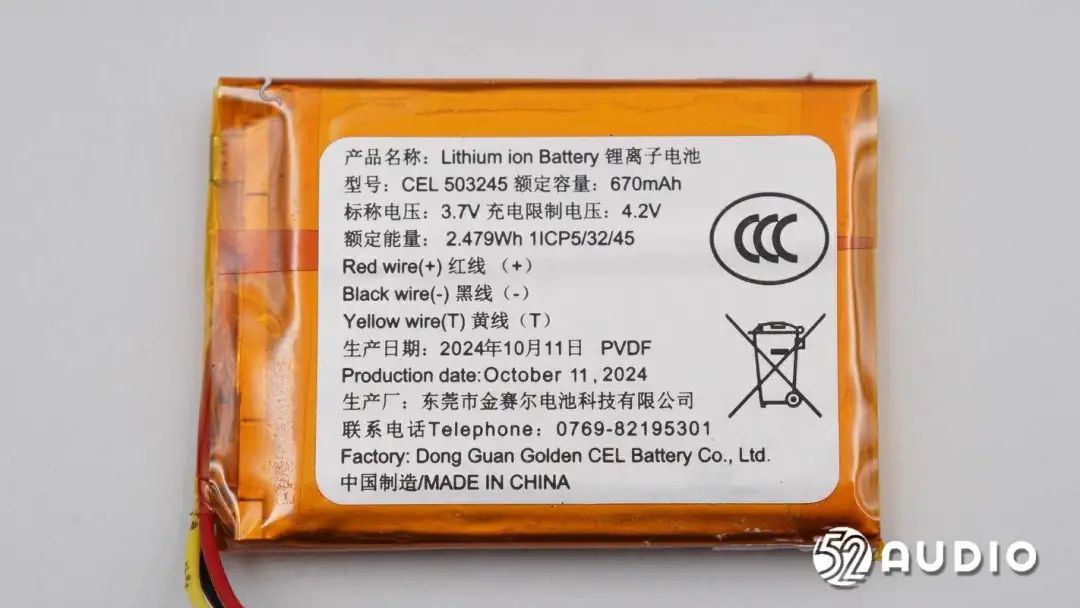 产品名称：Lithium ion Battery 锂离子电池
型号：CEL 503245 额定容量：670mAh
标称电压：3.7V 充电限制电压：4.2V
额定能量： 2.479Wh 1ICP5/32/45
Red wire(+) 红线 （+）
Black wire(-) 黑线（-）
Yellow wire(T) 黄线（T）
生产日期：2024年10月11日 PVDF
Production date:October 11,2024
生产厂：东莞市金赛尔电池科技有限公司
联系电话Telephone：0769-82195301
Factory: Dong Guan Golden CEL Battery Co., Ltd.
中国制造/MADE IN CHINA
CCC
52 AUDIO